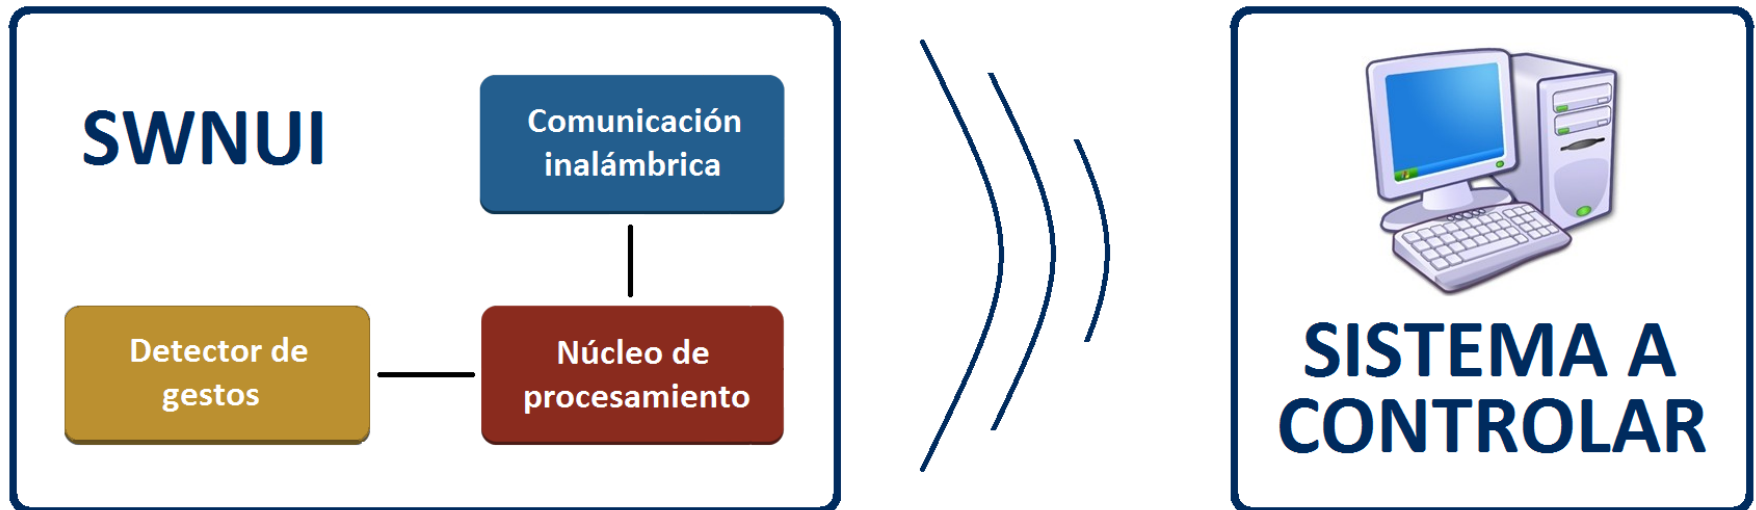 SWNUI
Comunicación
inalámbrica
Detector de
gestos
Núcleo de
procesamiento
SISTEMA A
CONTROLAR